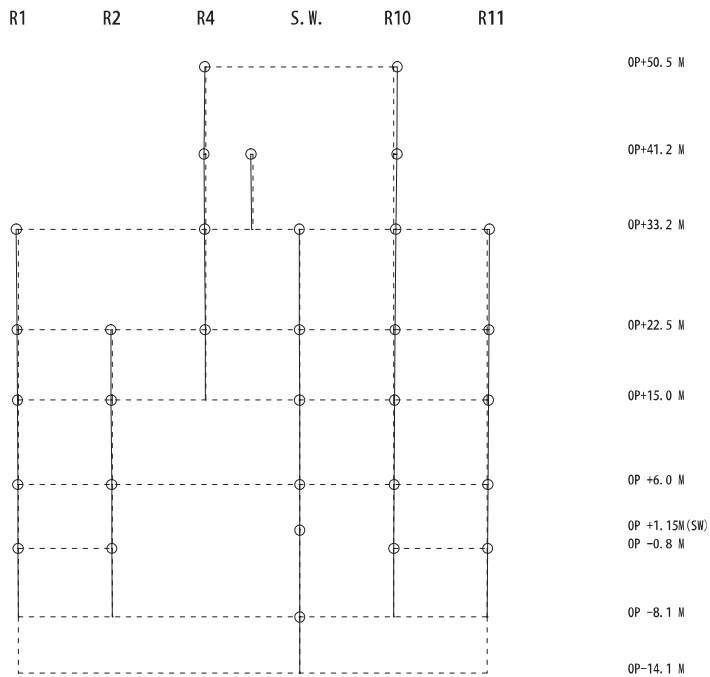 R1 R2 R4 S.W. R10 R11
OP+50.5 M
OP+41.2 M
OP+33.2 M
OP+22.5 M
OP+15.0 M
OP +6.0 M
OP +1.15M(SW)
OP -0.8 M
OP -8.1 M
OP-14.1 M